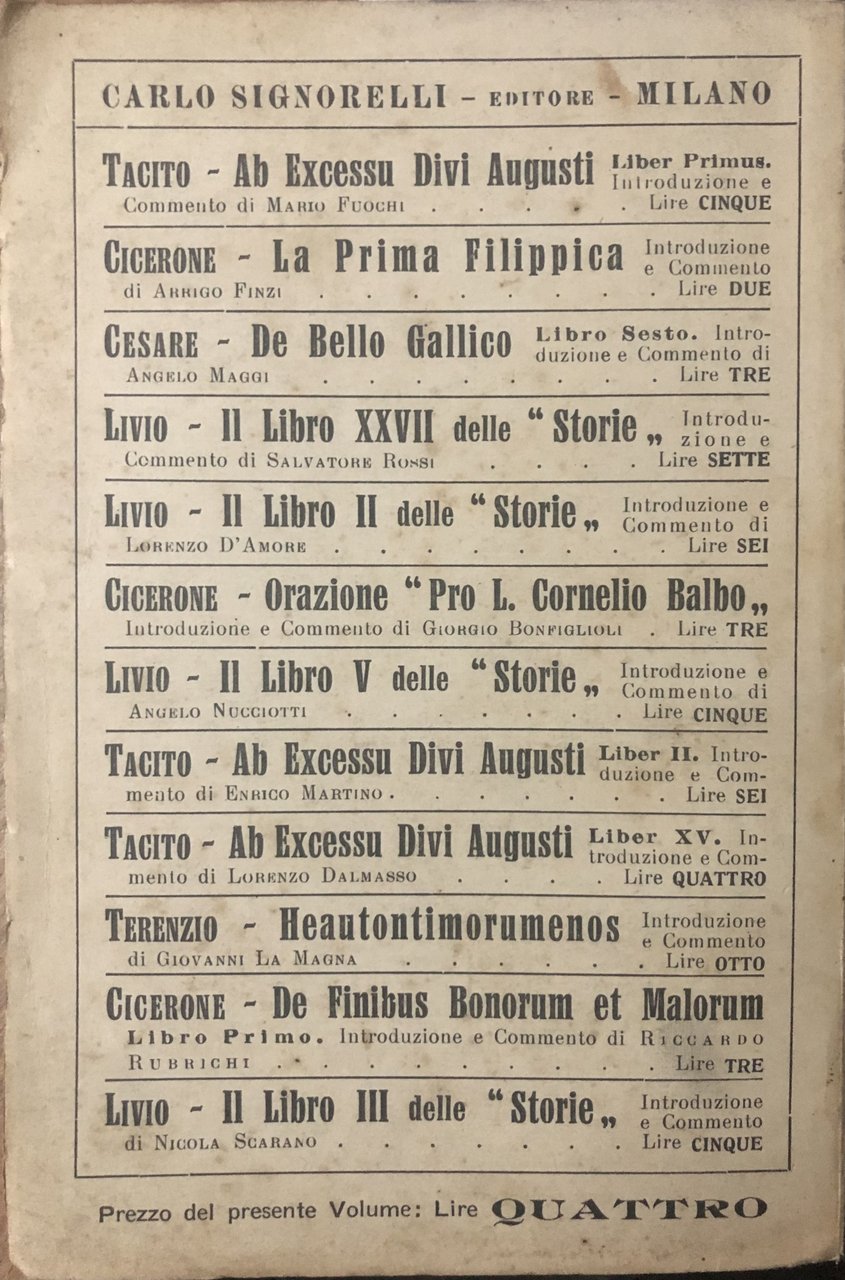 CARLO SIGNORELLI - EDITORE - MILANO
TACITO - Ab Excessu Divi Augusti Liber Primus. Introduzione e
Commento di MARIO FUOCHI . . . . . Lire CINQUE
CICERONE - La Prima Filippica Introduzione e Commento
di ARRIGO FINZI . . . . . . . . Lire DUE
CESARE - De Bello Gallico Libro Sesto. Intro-duzione e Commento di
ANGELO MAGGI . . . . . . . . Lire TRE
LIVIO - Il Libro XXVII delle “ Storie „ Introdu-zione e
Commento di SALVATORE ROSSI . . . . Lire SETTE
LIVIO - Il Libro II delle “ Storie „ Introduzione e Commento di
LORENZO D'AMORE . . . . . . . . Lire SEI
CICERONE - Orazione “ Pro L. Cornelio Balbo „
Introduzione e Commento di GIORGIO BONFIGLIOLI . Lire TRE
LIVIO - Il Libro V delle “ Storie „ Introduzione e Commento di
ANGELO NUCCIOTTI . . . . . . . Lire CINQUE
TACITO - Ab Excessu Divi Augusti Liber II. Intro-duzione e Com-
mento di ENRICO MARTINO . . . . . . . Lire SEI
TACITO - Ab Excessu Divi Augusti Liber XV. In-troduzione e Com-
mento di LORENZO DALMASSO . . . . Lire QUATTRO
TERENZIO - Heautontimorumenos Introduzione e Commento
di GIOVANNI LA MAGNA . . . . . . Lire OTTO
CICERONE - De Finibus Bonorum et Malorum
Libro Primo. Introduzione e Commento di RICCARDO
RUBRICHI . . . . . . . . . Lire TRE
LIVIO - Il Libro III delle “ Storie „ Introduzione e Commento
di NICOLA SCARANO . . . . . . . Lire CINQUE
Prezzo del presente Volume: Lire QUATTRO